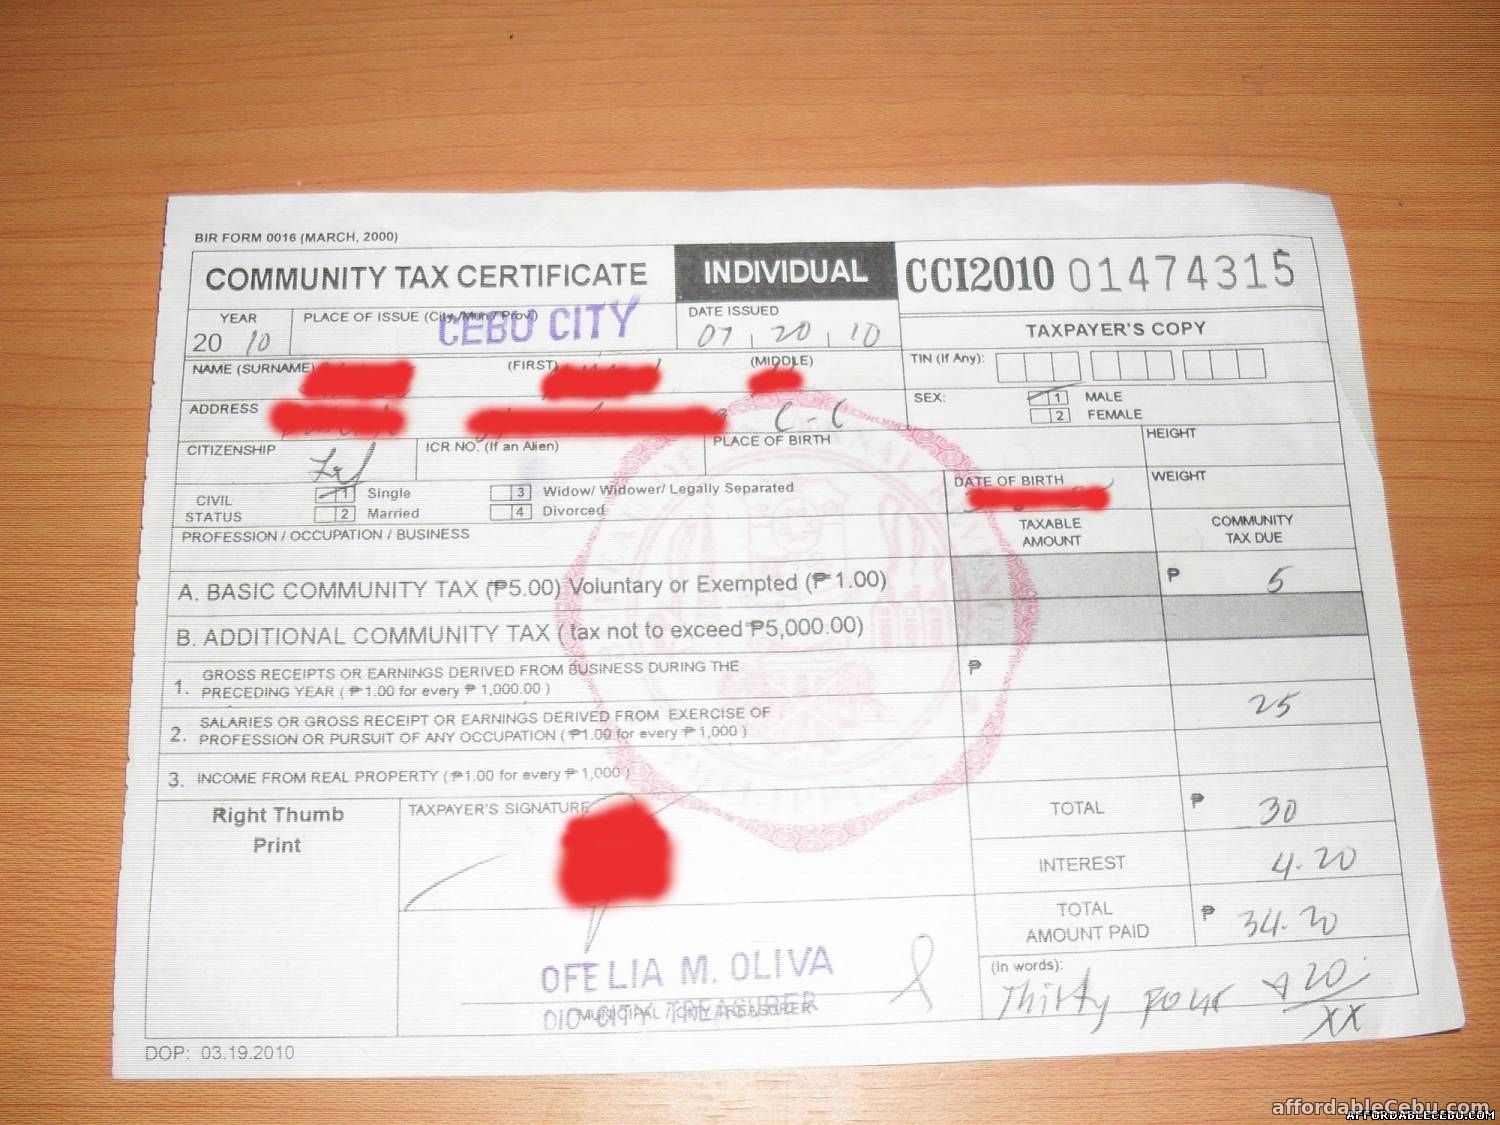 BIR FORM 0016 (MARCH, 2000)
COMMUNITY TAX CERTIFICATE
INDIVIDUAL
CCI2010 01474315
YEAR
2010
PLACE OF ISSUE (City /Mun / Prov.)
CEBU CITY
DATE ISSUED
07 20 10
TAXPAYER'S COPY
NAME (SURNAME)
(FIRST)
(MIDDLE)
TIN (If Any):
ADDRESS
C - C
SEX:
1 MALE
2 FEMALE
CITIZENSHIP
ICR NO. (If an Alien)
PLACE OF BIRTH
HEIGHT
CIVIL STATUS
1 Single
2 Married
3 Widow/ Widower/ Legally Separated
4 Divorced
DATE OF BIRTH
WEIGHT
PROFESSION / OCCUPATION / BUSINESS
TAXABLE
AMOUNT
COMMUNITY
TAX DUE
A. BASIC COMMUNITY TAX (₱5.00) Voluntary or Exempted (₱1.00)
₱ 5
B. ADDITIONAL COMMUNITY TAX ( tax not to exceed ₱5,000.00)
1. GROSS RECEIPTS OR EARNINGS DERIVED FROM BUSINESS DURING THE
PRECEDING YEAR ( ₱1.00 for every ₱ 1,000.00 )
₱
25
2. SALARIES OR GROSS RECEIPT OR EARNINGS DERIVED FROM EXERCISE OF
PROFESSION OR PURSUIT OF ANY OCCUPATION ( ₱1.00 for every ₱ 1,000 )
3. INCOME FROM REAL PROPERTY ( ₱1.00 for every ₱ 1,000 )
Right Thumb
Print
TAXPAYER'S SIGNATURE
TOTAL ₱ 30
INTEREST 4.20
TOTAL
AMOUNT PAID ₱ 34.20
(In words):
Thirty four & 20/xx
OFELIA M. OLIVA
OIC-CITY TREASURER
MUNICIPAL / CITY TREASURER
DOP: 03.19.2010
affordableCebu.com
AFFORDABLECEBU.COM